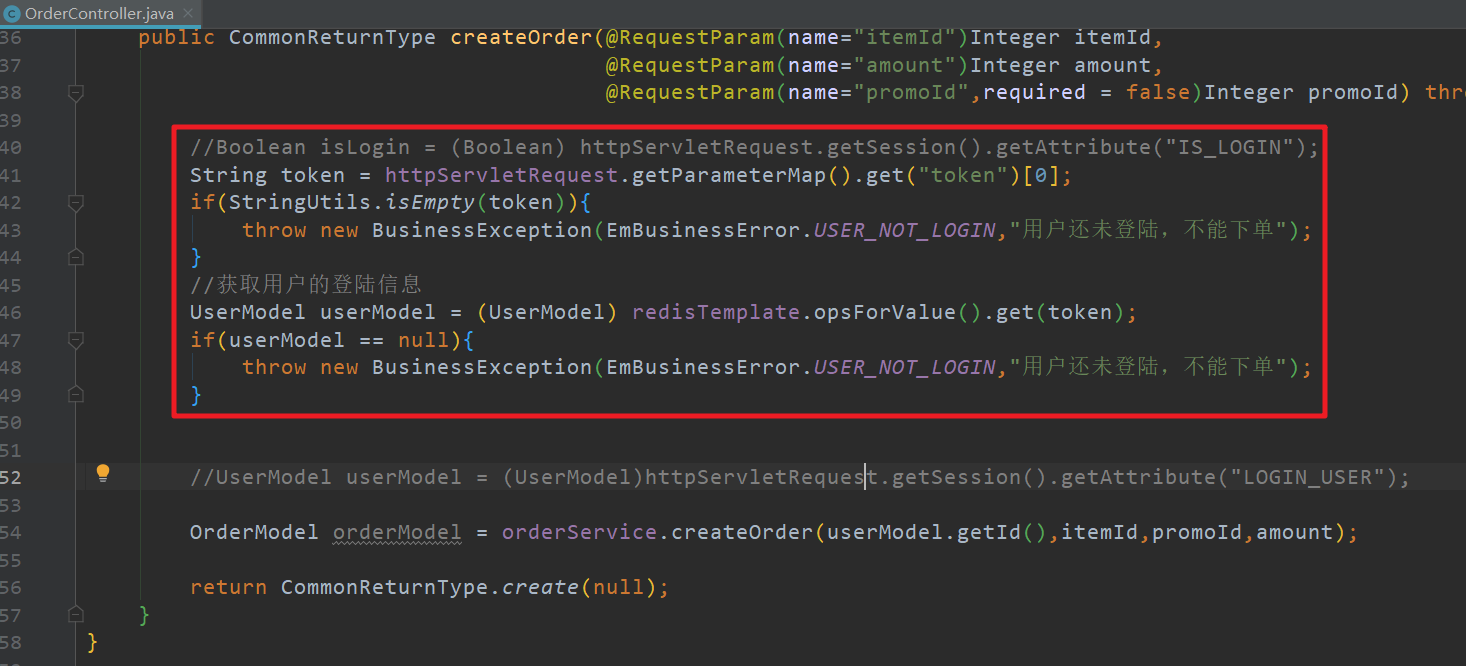 OrderController.java
36 public CommonReturnType createOrder(@RequestParam(name="itemId")Integer itemId,
37 @RequestParam(name="amount")Integer amount,
38 @RequestParam(name="promoId",required = false)Integer promoId) thr
39
40 //Boolean isLogin = (Boolean) httpServletRequest.getSession().getAttribute("IS_LOGIN");
41 String token = httpServletRequest.getParameterMap().get("token")[0];
42 if(StringUtils.isEmpty(token)){
43 throw new BusinessException(EmBusinessError.USER_NOT_LOGIN,"用户还未登陆，不能下单");
44 }
45 //获取用户的登陆信息
46 UserModel userModel = (UserModel) redisTemplate.opsForValue().get(token);
47 if(userModel == null){
48 throw new BusinessException(EmBusinessError.USER_NOT_LOGIN,"用户还未登陆，不能下单");
49 }
50
51
52 //UserModel userModel = (UserModel)httpServletRequest.getSession().getAttribute("LOGIN_USER");
53
54 OrderModel orderModel = orderService.createOrder(userModel.getId(),itemId,promoId,amount);
55
56 return CommonReturnType.create(null);
57 }
58 }